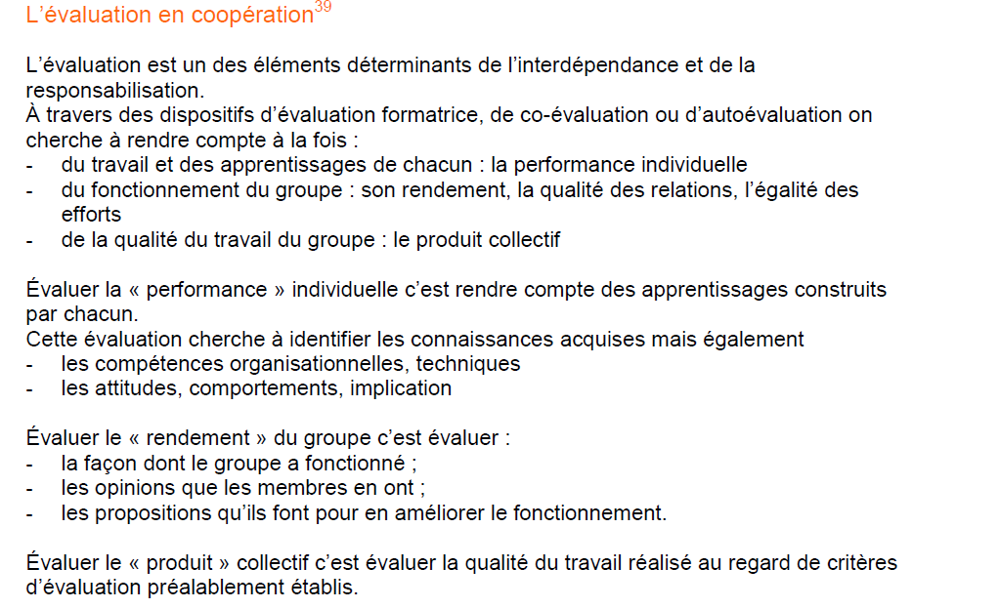 L'évaluation en coopération39
L'évaluation est un des éléments déterminants de l'interdépendance et de la
responsabilisation.
À travers des dispositifs d'évaluation formatrice, de co-évaluation ou d'autoévaluation on
cherche à rendre compte à la fois :
- du travail et des apprentissages de chacun : la performance individuelle
- du fonctionnement du groupe : son rendement, la qualité des relations, l'égalité des
efforts
- de la qualité du travail du groupe : le produit collectif
Évaluer la « performance » individuelle c'est rendre compte des apprentissages construits
par chacun.
Cette évaluation cherche à identifier les connaissances acquises mais également
- les compétences organisationnelles, techniques
- les attitudes, comportements, implication
Évaluer le « rendement » du groupe c'est évaluer :
- la façon dont le groupe a fonctionné ;
- les opinions que les membres en ont ;
- les propositions qu'ils font pour en améliorer le fonctionnement.
Évaluer le « produit » collectif c'est évaluer la qualité du travail réalisé au regard de critères
d'évaluation préalablement établis.